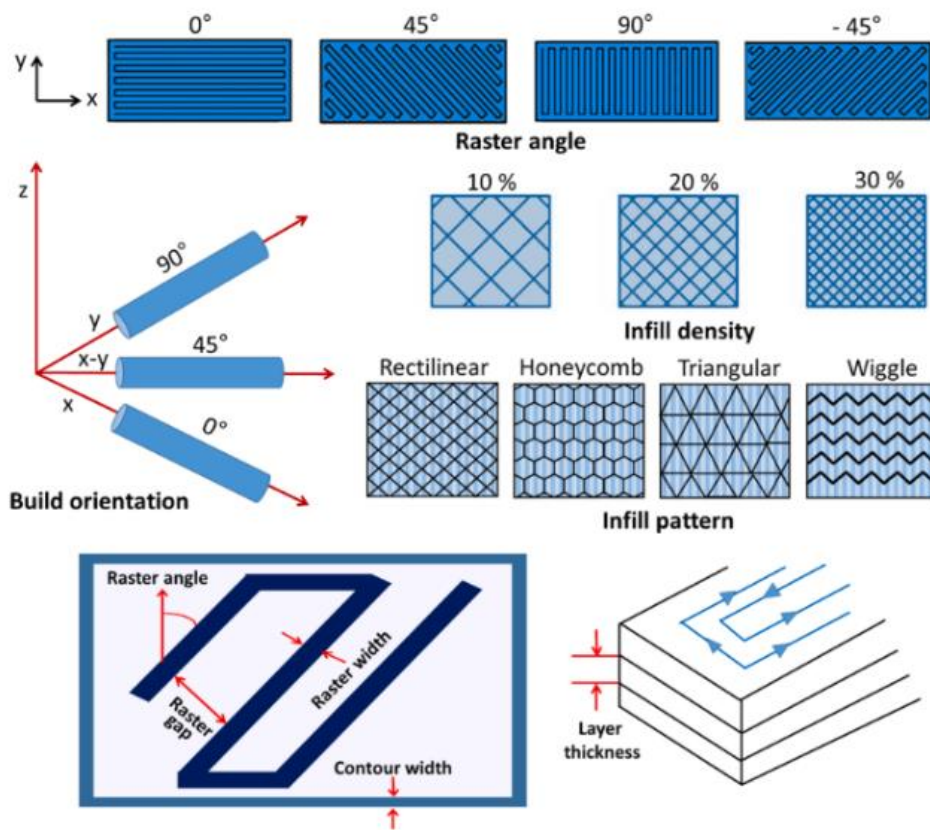 0°
45°
90°
- 45°
y
x
Raster angle
z
90°
y
45°
x-y
x
0°
Build orientation
10 %
20 %
30 %
Infill density
Rectilinear
Honeycomb
Triangular
Wiggle
Infill pattern
Raster angle
Raster width
Raster
gap
Contour width
Layer
thickness